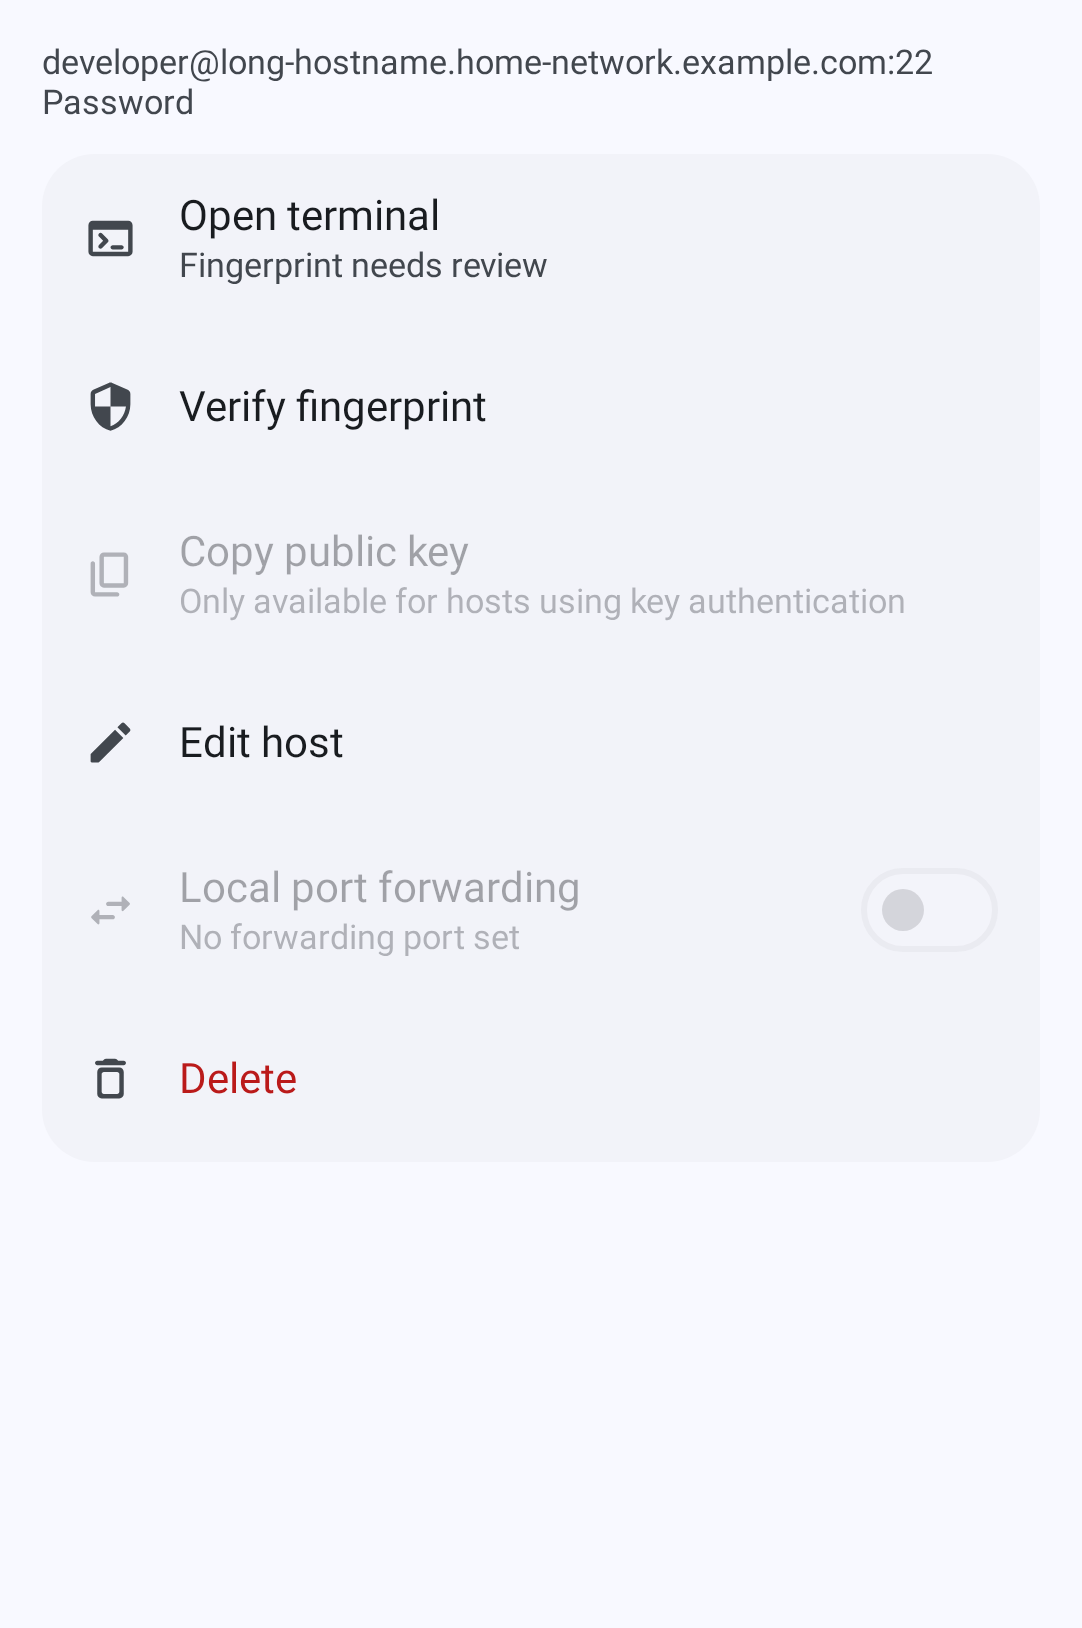 developer@long-hostname.home-network.example.com:22
Password
Open terminal
Fingerprint needs review
Verify fingerprint
Copy public key
Only available for hosts using key authentication
Edit host
Local port forwarding
No forwarding port set
Delete